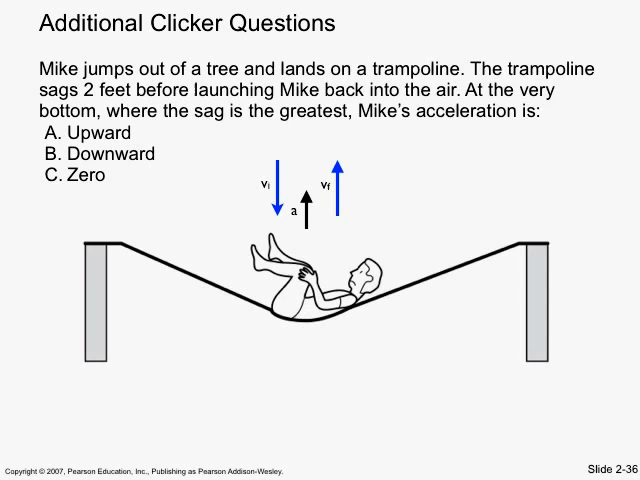 Additional Clicker Questions
Mike jumps out of a tree and lands on a trampoline. The trampoline
sags 2 feet before launching Mike back into the air. At the very
bottom, where the sag is the greatest, Mike’s acceleration is:
A. Upward
B. Downward
C. Zero
vi
vf
a
Copyright © 2007, Pearson Education, Inc., Publishing as Pearson Addison-Wesley.
Slide 2-36